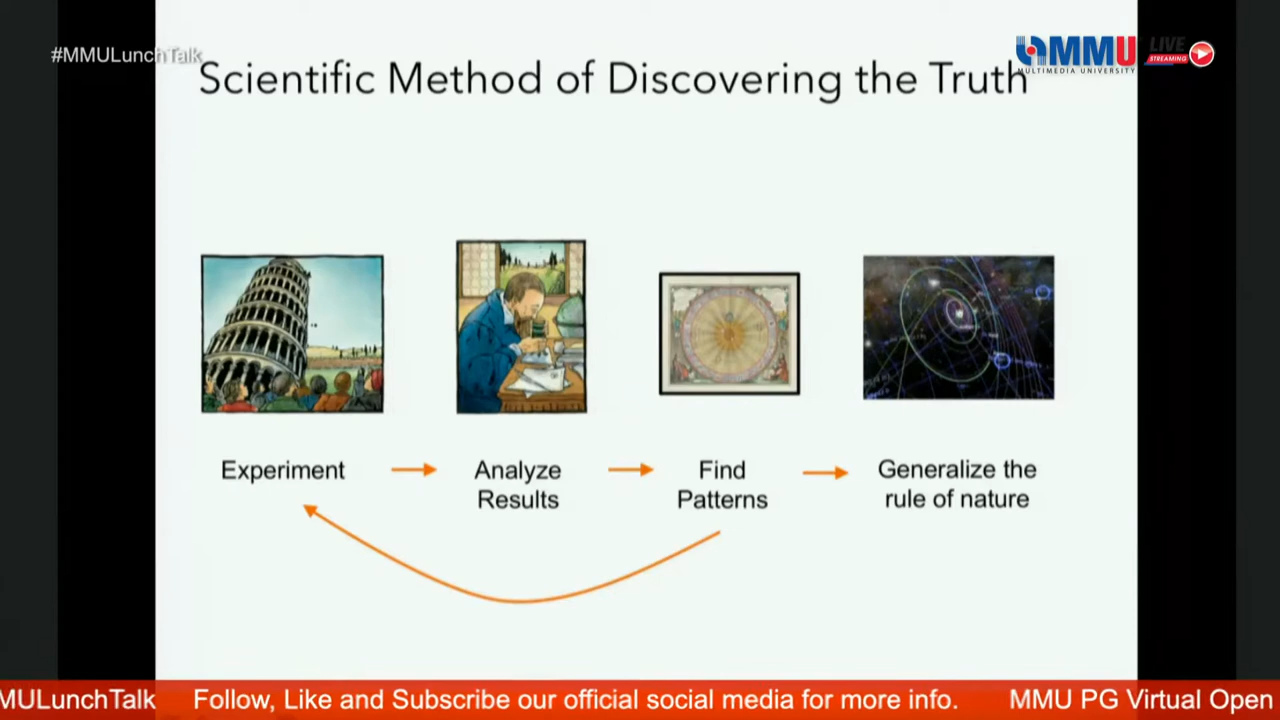 #MMULunchTalk
MMU
LIVE
STREAMING
MULTIMEDIA UNIVERSITY
Scientific Method of Discovering the Truth
Experiment
Analyze
Results
Find
Patterns
Generalize the
rule of nature
MULunchTalk Follow, Like and Subscribe our official social media for more info. MMU PG Virtual Open